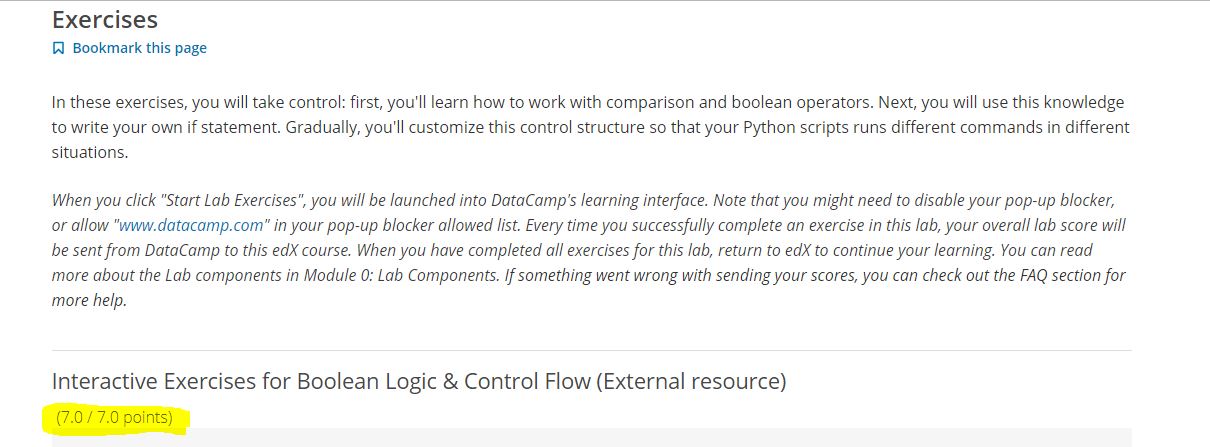 Exercises
Bookmark this page
In these exercises, you will take control: first, you'll learn how to work with comparison and boolean operators. Next, you will use this knowledge
to write your own if statement. Gradually, you'll customize this control structure so that your Python scripts runs different commands in different
situations.
When you click "Start Lab Exercises", you will be launched into DataCamp's learning interface. Note that you might need to disable your pop-up blocker,
or allow "www.datacamp.com" in your pop-up blocker allowed list. Every time you successfully complete an exercise in this lab, your overall lab score will
be sent from DataCamp to this edX course. When you have completed all exercises for this lab, return to edX to continue your learning. You can read
more about the Lab components in Module 0: Lab Components. If something went wrong with sending your scores, you can check out the FAQ section for
more help.
Interactive Exercises for Boolean Logic & Control Flow (External resource)
(7.0 / 7.0 points)